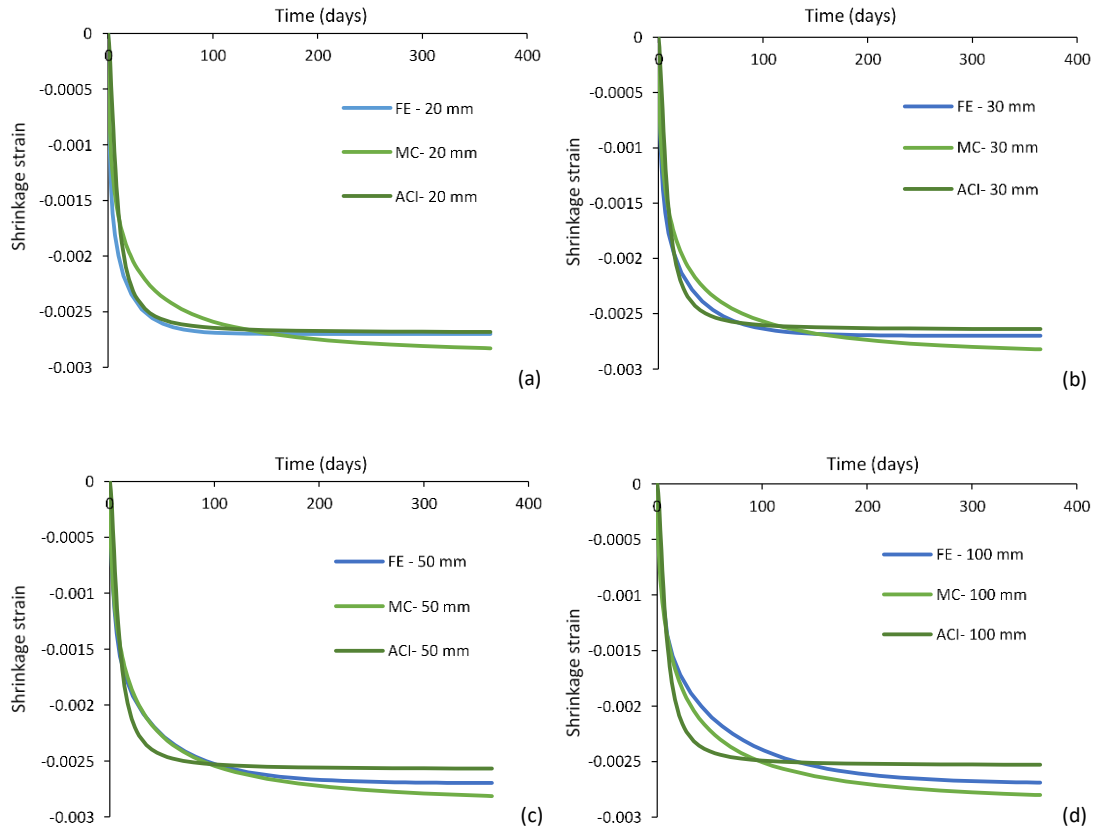 Time (days)
0
0 100 200 300 400
-0.0005
-0.001
-0.0015
-0.002
-0.0025
-0.003
Shrinkage strain
FE - 20 mm
MC- 20 mm
ACI- 20 mm
(a)
Time (days)
0
0 100 200 300 400
-0.0005
-0.001
-0.0015
-0.002
-0.0025
-0.003
Shrinkage strain
FE - 30 mm
MC- 30 mm
ACI- 30 mm
(b)
Time (days)
0
0 100 200 300 400
-0.0005
-0.001
-0.0015
-0.002
-0.0025
-0.003
Shrinkage strain
FE - 50 mm
MC- 50 mm
ACI- 50 mm
(c)
Time (days)
0
0 100 200 300 400
-0.0005
-0.001
-0.0015
-0.002
-0.0025
-0.003
Shrinkage strain
FE - 100 mm
MC- 100 mm
ACI- 100 mm
(d)